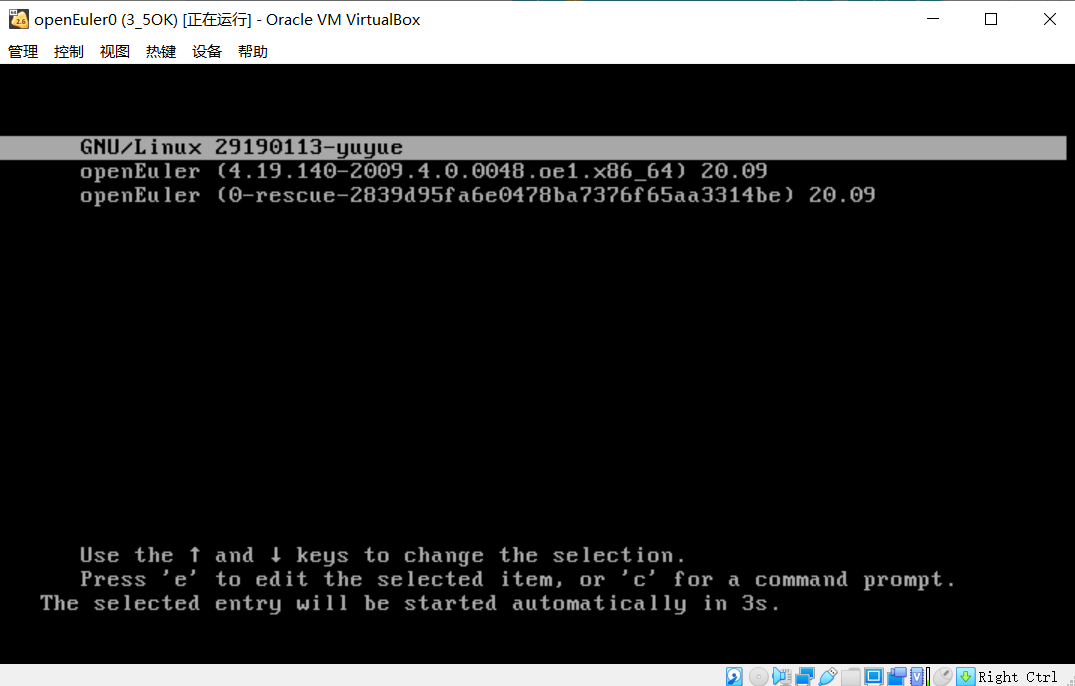 openEuler0 (3_5OK) [正在运行] - Oracle VM VirtualBox
管理 控制 视图 热键 设备 帮助
GNU/Linux 29190113-yuyue
openEuler (4.19.140-2009.4.0.0048.oe1.x86_64) 20.09
openEuler (0-rescue-2839d95fa6e0478ba7376f65aa3314be) 20.09
Use the ↑ and ↓ keys to change the selection.
Press 'e' to edit the selected item, or 'c' for a command prompt.
The selected entry will be started automatically in 3s.
Right Ctrl